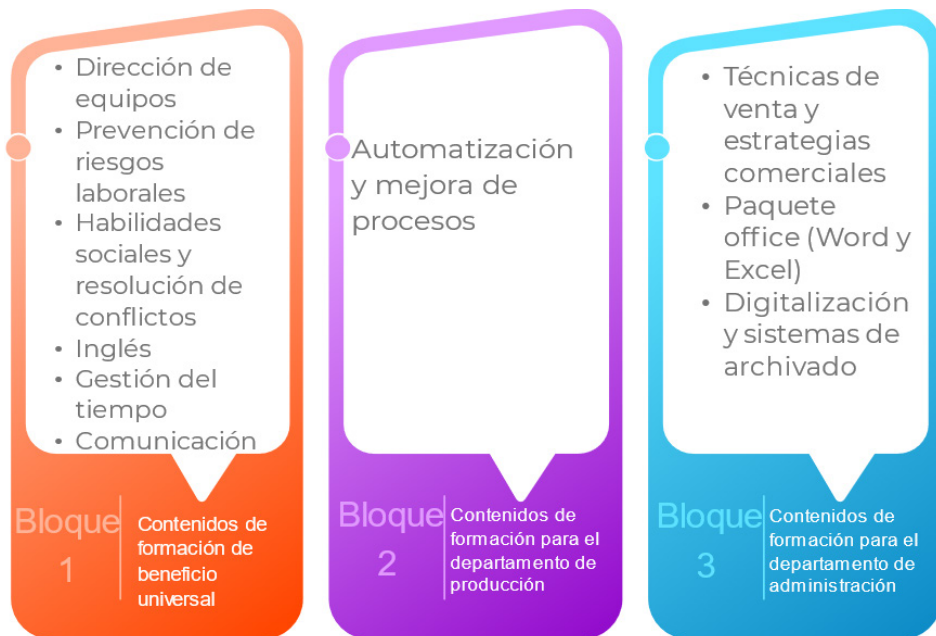 • Dirección de
equipos
• Prevención de
riesgos
laborales
• Habilidades
sociales y
resolución de
conflictos
• Inglés
• Gestión del
tiempo
• Comunicación
Bloque
1
Contenidos de
formación de
beneficio
universal
Automatización
y mejora de
procesos
Bloque
2
Contenidos de
formación para el
departamento de
producción
• Técnicas de
venta y
estrategias
comerciales
• Paquete
office (Word y
Excel)
• Digitalización
y sistemas de
archivado
Bloque
3
Contenidos de
formación para el
departamento de
administración